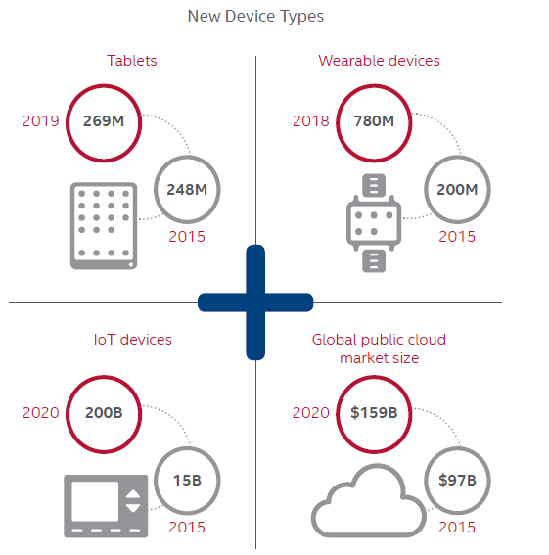 New Device Types
Tablets
2019
269M
248M
2015
Wearable devices
2018
780M
200M
2015
IoT devices
2020
200B
15B
2015
Global public cloud
market size
2020
$159B
$97B
2015